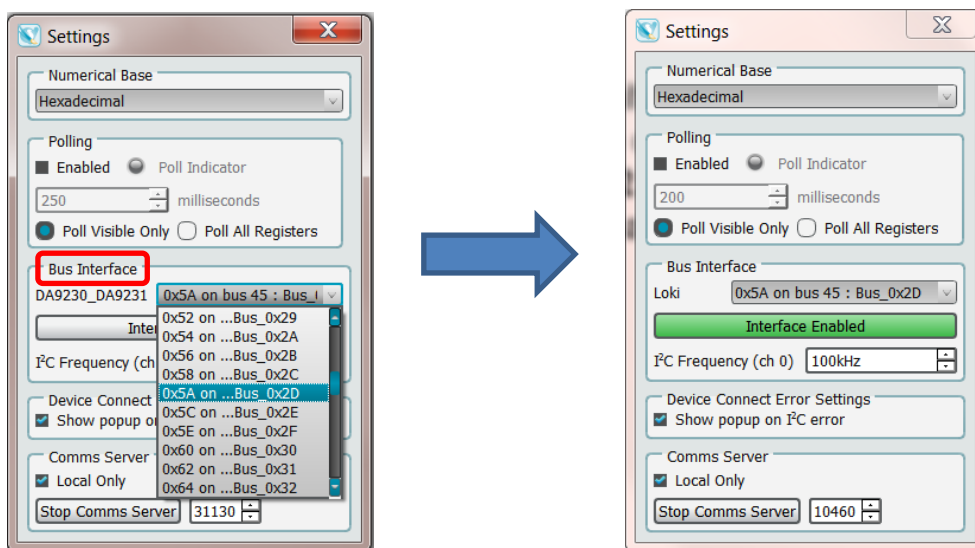 Settings
X
Numerical Base
Hexadecimal
Polling
Enabled Poll Indicator
250 milliseconds
Poll Visible Only Poll All Registers
Bus Interface
DA9230_DA9231 0x5A on bus 45 : Bus_
0x52 on ...Bus_0x29
0x54 on ...Bus_0x2A
0x56 on ...Bus_0x2B
0x58 on ...Bus_0x2C
0x5A on ...Bus_0x2D
0x5C on ...Bus_0x2E
0x5E on ...Bus_0x2F
0x60 on ...Bus_0x30
0x62 on ...Bus_0x31
0x64 on ...Bus_0x32
Inte
I²C Frequency (ch
Device Connect
Show popup o
Comms Server
Local Only
Stop Comms Server 31130
Settings
X
Numerical Base
Hexadecimal
Polling
Enabled Poll Indicator
200 milliseconds
Poll Visible Only Poll All Registers
Bus Interface
Loki 0x5A on bus 45 : Bus_0x2D
Interface Enabled
I²C Frequency (ch 0) 100kHz
Device Connect Error Settings
Show popup on I²C error
Comms Server
Local Only
Stop Comms Server 10460